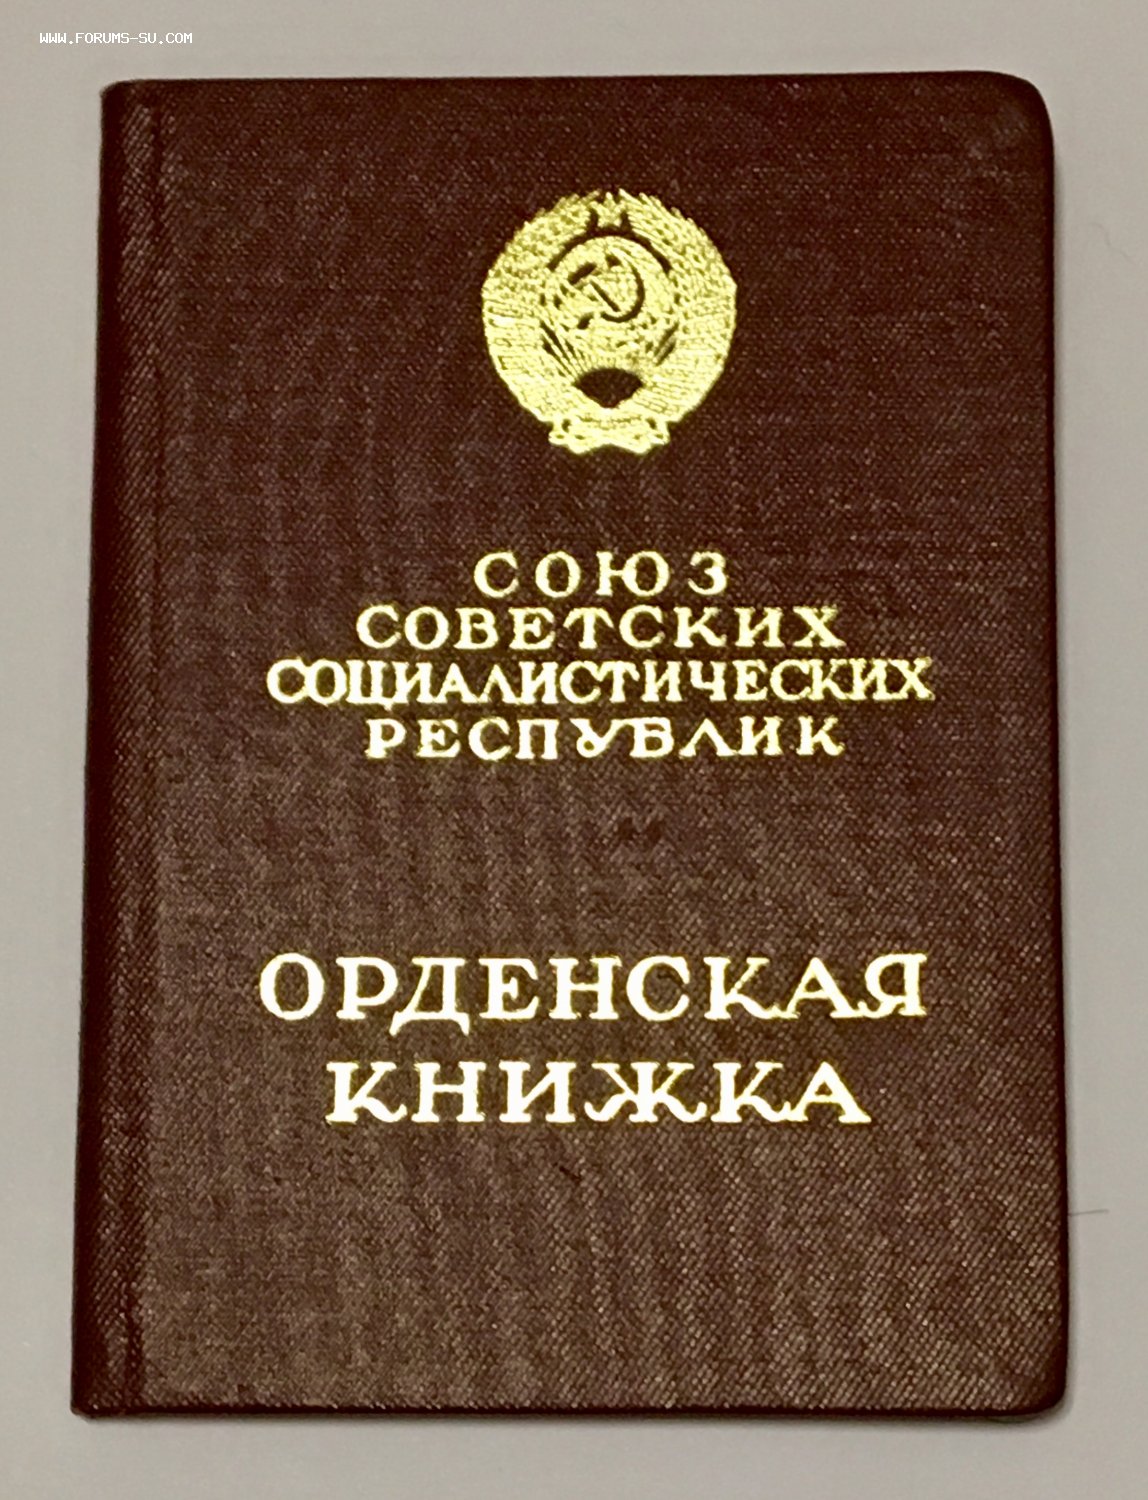 WWW.FORUMS-SU.COM
СОЮЗ
СОВЕТСКИХ
СОЦИАЛИСТИЧЕСКИХ
РЕСПУБЛИК
ОРДЕНСКАЯ
КНИЖКА